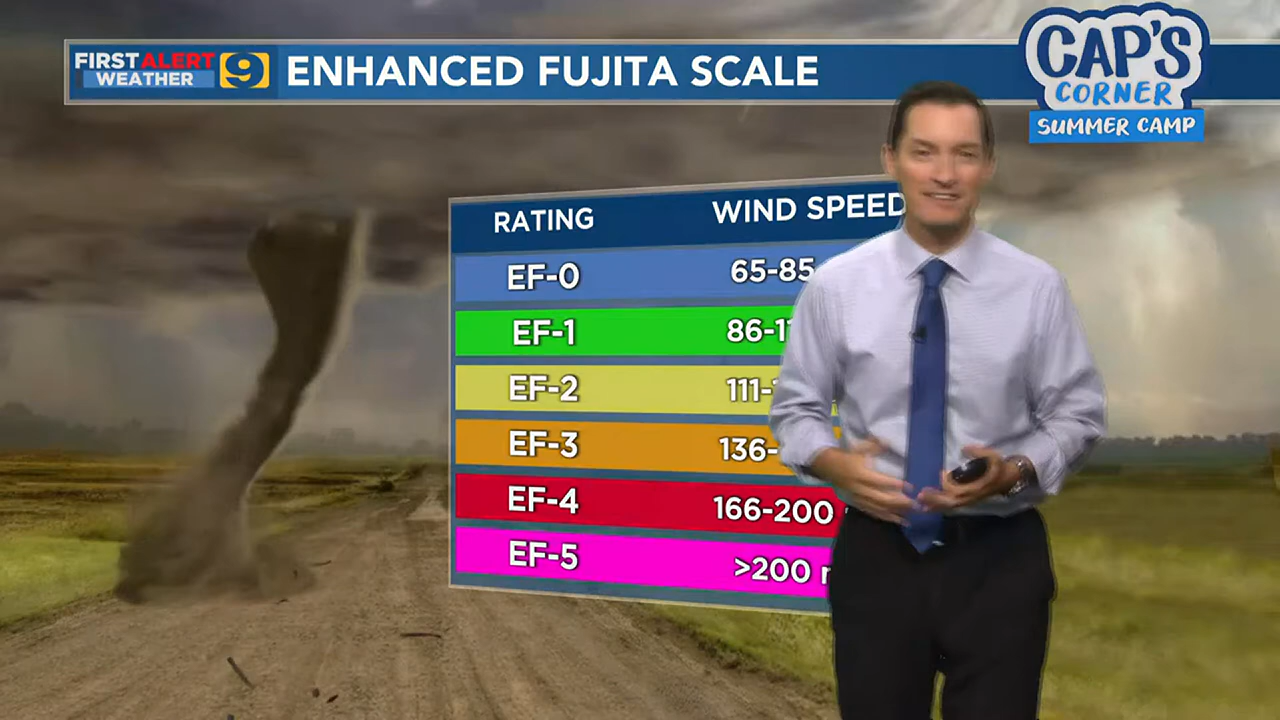 FIRST ALERT
WEATHER
9
ENHANCED FUJITA SCALE
CAP'S
CORNER
SUMMER CAMP
RATING WIND SPEED
EF-0 65-85
EF-1 86-1
EF-2 111-
EF-3 136-
EF-4 166-200
EF-5 >200